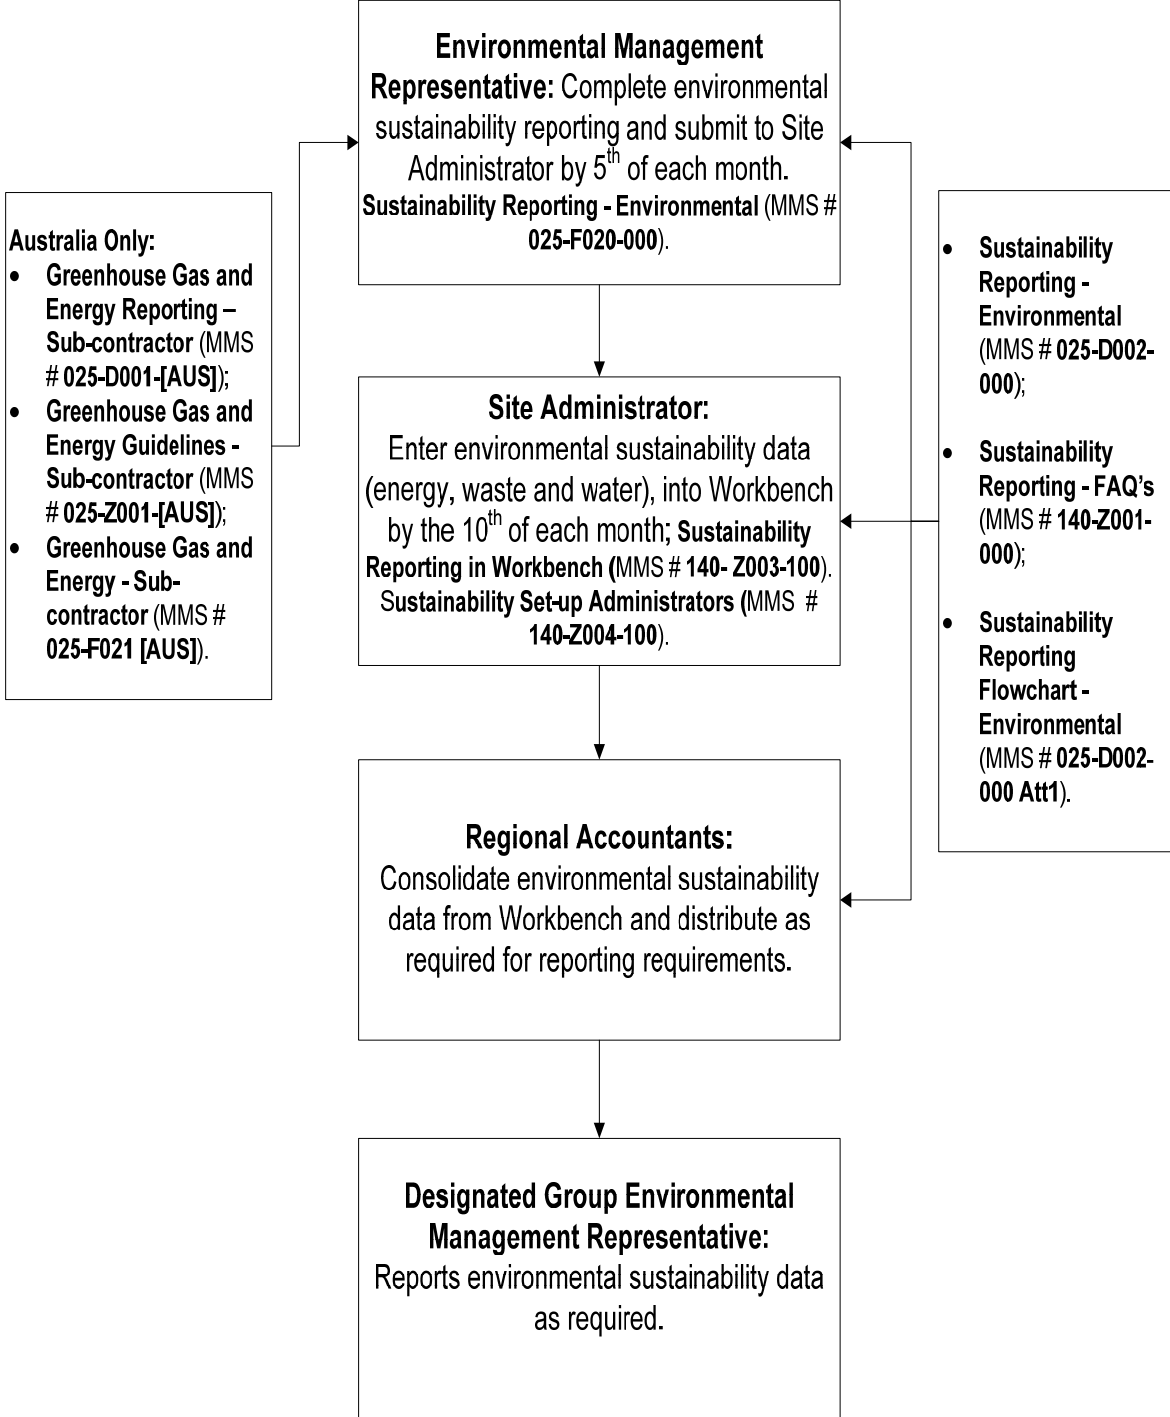 Environmental Management
Representative: Complete environmental
sustainability reporting and submit to Site
Administrator by 5th of each month.
Sustainability Reporting - Environmental (MMS #
025-F020-000).
Australia Only:
• Greenhouse Gas and
Energy Reporting –
Sub-contractor (MMS
# 025-D001-[AUS]);
• Greenhouse Gas and
Energy Guidelines -
Sub-contractor (MMS
# 025-Z001-[AUS]);
• Greenhouse Gas and
Energy - Sub-
contractor (MMS #
025-F021 [AUS]).
• Sustainability
Reporting -
Environmental
(MMS # 025-D002-
000);
• Sustainability
Reporting - FAQ's
(MMS # 140-Z001-
000);
• Sustainability
Reporting
Flowchart -
Environmental
(MMS # 025-D002-
000 Att1).
Site Administrator:
Enter environmental sustainability data
(energy, waste and water), into Workbench
by the 10th of each month; Sustainability
Reporting in Workbench (MMS # 140- Z003-100).
Sustainability Set-up Administrators (MMS #
140-Z004-100).
Regional Accountants:
Consolidate environmental sustainability
data from Workbench and distribute as
required for reporting requirements.
Designated Group Environmental
Management Representative:
Reports environmental sustainability data
as required.